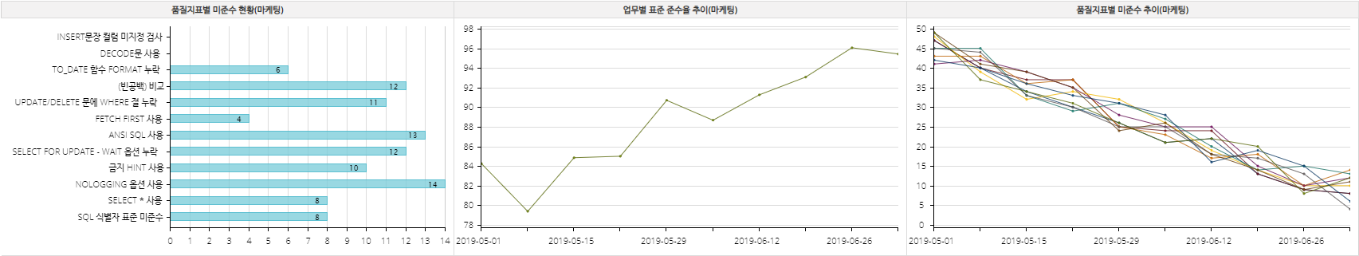 품질지표별 미준수 현황(마케팅)
INSERT문장 컬럼 미지정 검사
DECODE문 사용
TO_DATE 함수 FORMAT 누락
6
(빈공백) 비교
12
UPDATE/DELETE 문에 WHERE 절 누락
11
FETCH FIRST 사용
4
ANSI SQL 사용
13
SELECT FOR UPDATE - WAIT 옵션 누락
12
금지 HINT 사용
10
NOLOGGING 옵션 사용
14
SELECT * 사용
8
SQL 식별자 표준 미준수
8
0 1 2 3 4 5 6 7 8 9 10 11 12 13 14
업무별 표준 준수율 추이(마케팅)
98
96
94
92
90
88
86
84
82
80
78
2019-05-01 2019-05-15 2019-05-29 2019-06-12 2019-06-26
품질지표별 미준수 추이(마케팅)
50
45
40
35
30
25
20
15
10
5
0
2019-05-01 2019-05-15 2019-05-29 2019-06-12 2019-06-26